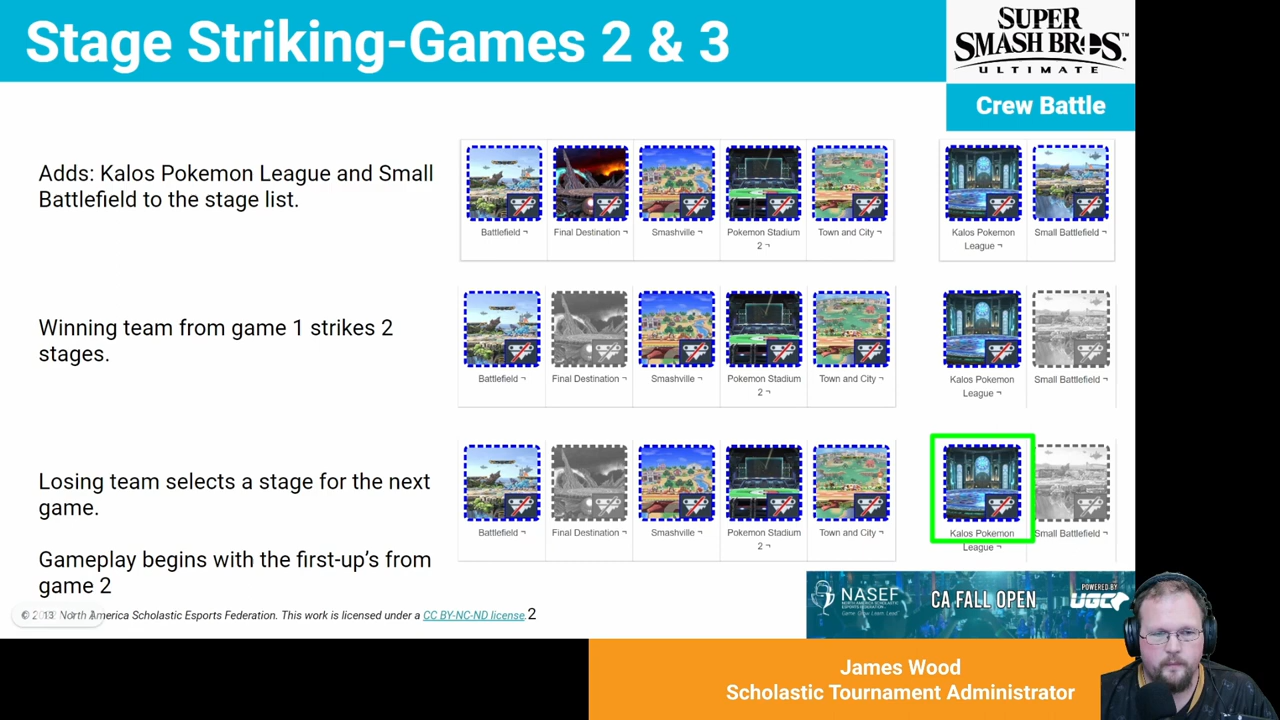 Stage Striking-Games 2 & 3
SUPER
SMASH BROS.™
ULTIMATE
Crew Battle
Adds: Kalos Pokemon League and Small
Battlefield to the stage list.
Battlefield ¬
Final Destination ¬
Smashville ¬
Pokemon Stadium
2 ¬
Town and City ¬
Kalos Pokemon
League ¬
Small Battlefield ¬
Winning team from game 1 strikes 2
stages.
Battlefield ¬
Final Destination ¬
Smashville ¬
Pokemon Stadium
2 ¬
Town and City ¬
Kalos Pokemon
League ¬
Small Battlefield ¬
Losing team selects a stage for the next
game.
Battlefield ¬
Final Destination ¬
Smashville ¬
Pokemon Stadium
2 ¬
Town and City ¬
Kalos Pokemon
League ¬
Small Battlefield ¬
Gameplay begins with the first-up's from
game 2
North America Scholastic Esports Federation. This work is licensed under a CC BY-NC-ND license. 2
NASEF
CA FALL OPEN
POWERED BY
UGC
James Wood
Scholastic Tournament Administrator